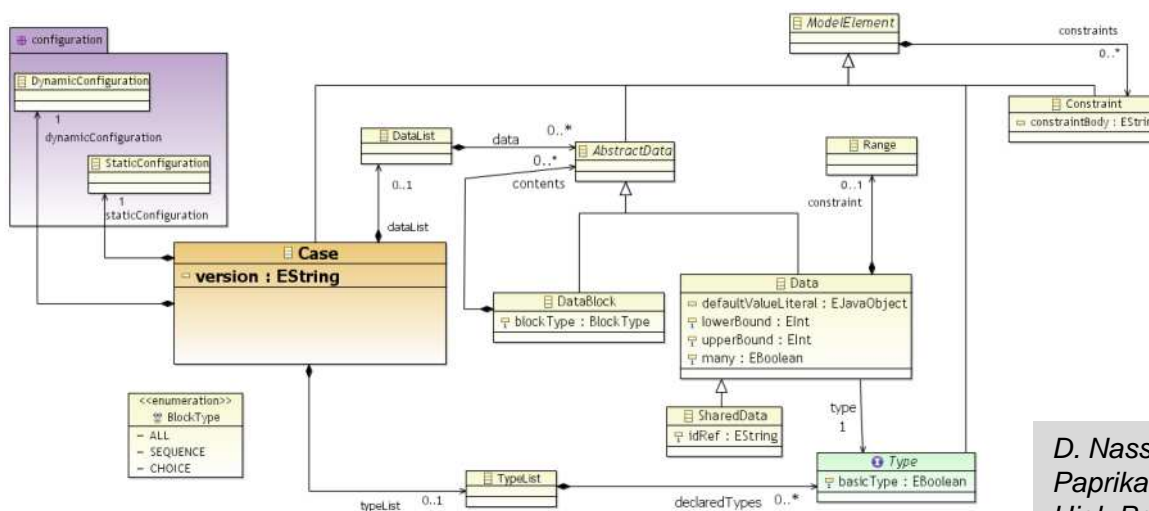 ModelElement
constraints
0..*
configuration
DynamicConfiguration
1
dynamicConfiguration
StaticConfiguration
1
staticConfiguration
Constraint
constraintBody : EStrin
DataList
data
0..*
AbstractData
0..*
contents
0..1
dataList
Range
0..1
constraint
Case
version : EString
DataBlock
blockType : BlockType
Data
defaultValueLiteral : EJavaObject
lowerBound : EInt
upperBound : EInt
many : EBoolean
<<enumeration>>
BlockType
ALL
SEQUENCE
CHOICE
SharedData
idRef : EString
type
1
Type
basicType : EBoolean
TypeList
typeList
0..1
declaredTypes
0..*
D. Nass
Paprika